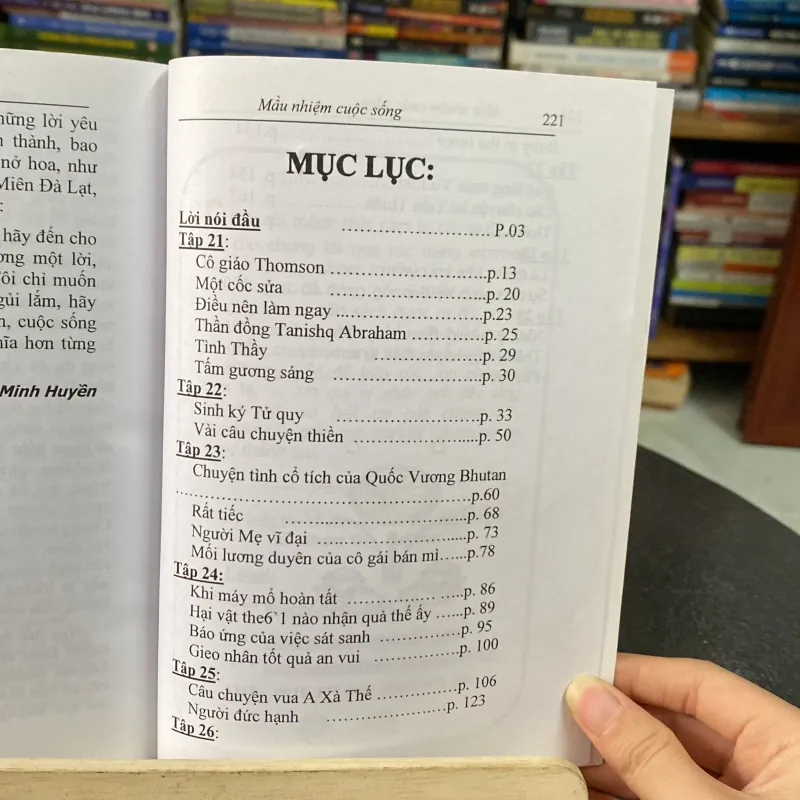 những lời yêu
thành, bao
nở hoa, như
Miên Đà Lạt,
:
hãy đến cho
ợng một lời,
Tôi chỉ muốn
gủi lắm, hãy
n, cuộc sống
hĩa hơn từng
Minh Huyền
Mầu nhiệm cuộc sống 221
MỤC LỤC:
Lời nói đầu ..................... P.03
Tập 21:
Cô giáo Thomson .........................p.13
Một cốc sữa .....................p. 20
Điều nên làm ngay ........................p.23
Thần đồng Tanishq Abraham ............p. 25
Tình Thầy ..................p. 29
Tấm gương sáng .....................p. 30
Tập 22:
Sinh ký Tử quy .....................p. 33
Vài câu chuyện thiền .....................p. 50
Tập 23:
Chuyện tình cổ tích của Quốc Vương Bhutan
................................................p.60
Rất tiếc ..............................p. 68
Người Mẹ vĩ đại ........................p. 73
Mối lương duyên của cô gái bán mì......p.78
Tập 24:
Khi máy mổ hoàn tất ............... .....p. 86
Hại vật the6`1 nào nhận quả thế ấy ......p. 89
Báo ứng của việc sát sanh .............p. 95
Gieo nhân tốt quả an vui ...............p. 100
Tập 25:
Câu chuyện vua A Xà Thế .............p. 106
Người đức hạnh ...................p. 123
Tập 26: